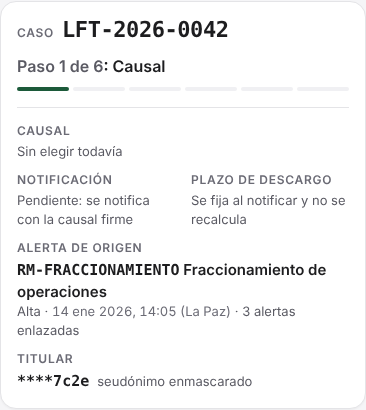 CASO LFT-2026-0042
Paso 1 de 6: Causal
CAUSAL
Sin elegir todavía
NOTIFICACIÓN
Pendiente: se notifica
con la causal firme
PLAZO DE DESCARGO
Se fija al notificar y no se
recalcula
ALERTA DE ORIGEN
RM-FRACCIONAMIENTO Fraccionamiento de
operaciones
Alta · 14 ene 2026, 14:05 (La Paz) · 3 alertas
enlazadas
TITULAR
****7c2e seudónimo enmascarado